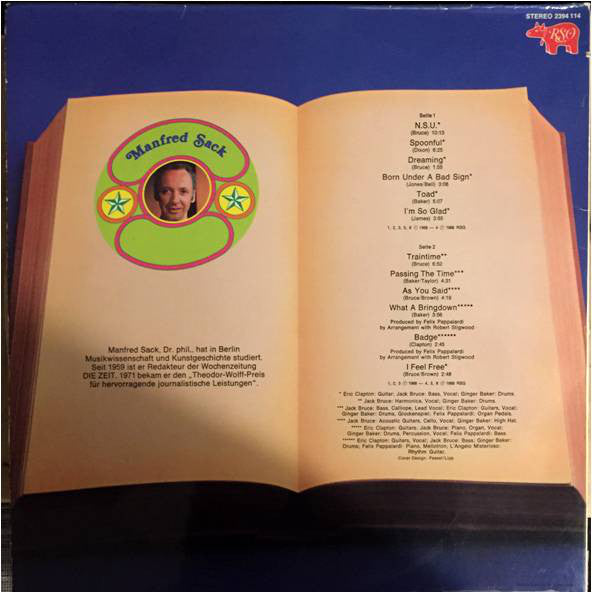 STEREO 2394 114
RSO
Manfred Sack
Manfred Sack, Dr. phil., hat in Berlin
Musikwissenschaft und Kunstgeschichte studiert.
Seit 1959 ist er Redakteur der Wochenzeitung
DIE ZEIT. 1971 bekam er den „Theodor-Wolff-Preis
für hervorragende journalistische Leistungen”.
Seite 1
N.S.U.*
(Bruce) 10:13
Spoonful*
(Dixon) 6:25
Dreaming*
(Bruce) 1:55
Born Under A Bad Sign*
(Jones/Bell) 3:08
Toad*
(Baker) 5:07
I'm So Glad*
(James) 3:55
Seite 2
Traintime**
(Bruce) 6:52
Passing The Time***
(Baker/Taylor) 4:31
As You Said****
(Bruce/Brown) 4:19
What A Bringdown*****
(Baker) 3:56
Produced by Felix Pappalardi
by Arrangement with Robert Stigwood
Badge******
(Clapton) 2:45
Produced by Felix Pappalardi
by Arrangement with Robert Stigwood
I Feel Free*
(Bruce/Brown) 2:48
* Eric Clapton: Guitar, Jack Bruce: Bass, Vocal; Ginger Baker: Drums.
** Jack Bruce: Harmonica, Vocal; Ginger Baker: Drums.
*** Jack Bruce: Bass, Calliope, Lead Vocal; Eric Clapton: Guitars, Vocal;
Ginger Baker: Drums, Glockenspiel; Felix Pappalardi: Organ Pedals.
**** Jack Bruce: Acoustic Guitars, Cello, Vocal; Ginger Baker: High Hat.
***** Eric Clapton: Guitars, Jack Bruce: Piano, Organ, Vocal;
Ginger Baker: Drums, Percussion, Vocal; Felix Pappalardi: Bass.
****** Eric Clapton: Guitars, Vocal; Jack Bruce: Bass; Ginger Baker:
Drums; Felix Pappalardi: Piano, Mellotron; L'Angelo Misterioso:
Rhythm Guitar.